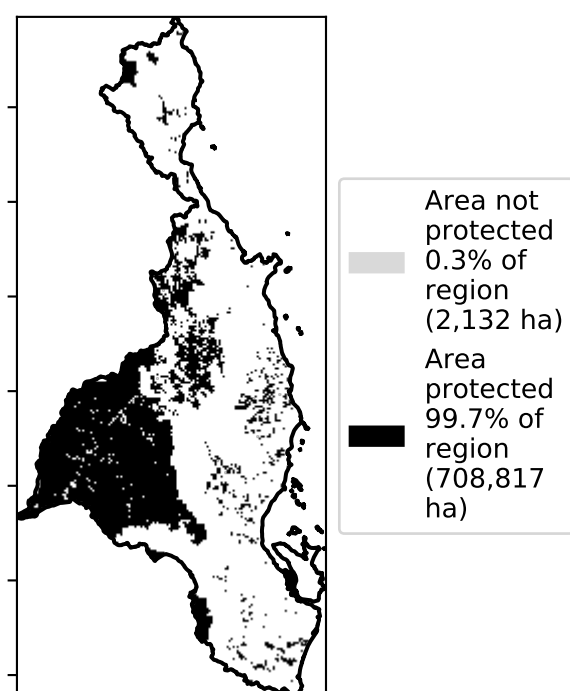 Area not
protected
0.3% of
region
(2,132 ha)
Area
protected
99.7% of
region
(708,817
ha)